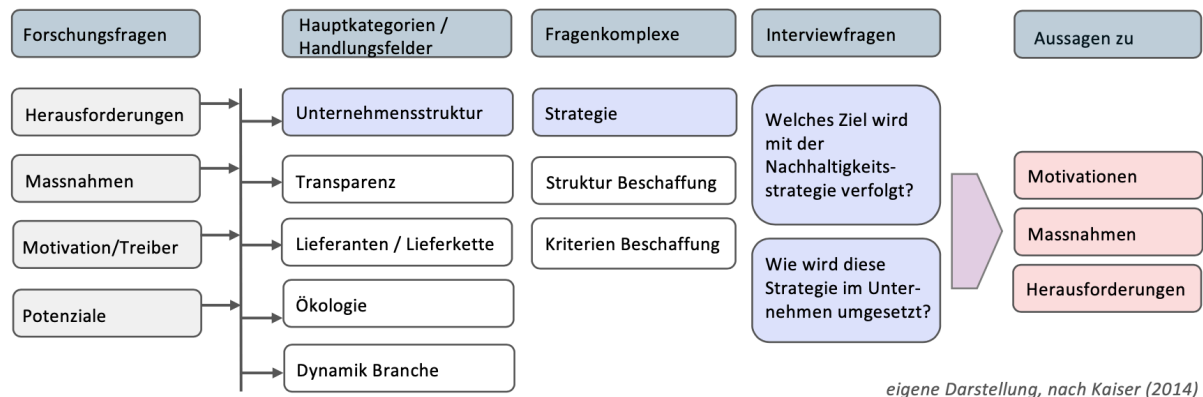 Forschungsfragen
Hauptkategorien /
Handlungsfelder
Fragenkomplexe
Interviewfragen
Aussagen zu
Herausforderungen
Massnahmen
Motivation/Treiber
Potenziale
Unternehmensstruktur
Transparenz
Lieferanten / Lieferkette
Ökologie
Dynamik Branche
Strategie
Struktur Beschaffung
Kriterien Beschaffung
Welches Ziel wird
mit der
Nachhaltigkeits-
strategie verfolgt?
Wie wird diese
Strategie im Unter-
nehmen umgesetzt?
Motivationen
Massnahmen
Herausforderungen
eigene Darstellung, nach Kaiser (2014)